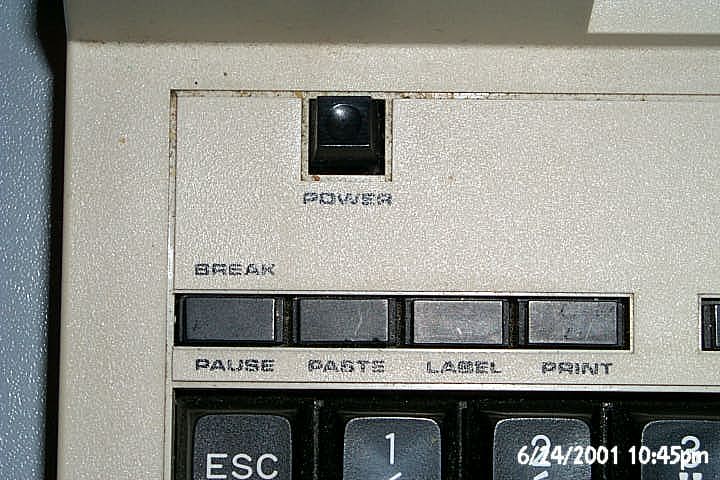 POWER
BREAK
PAUSE PASTE LABEL PRINT
ESC 1 2 3
6/24/2001 10:45pm